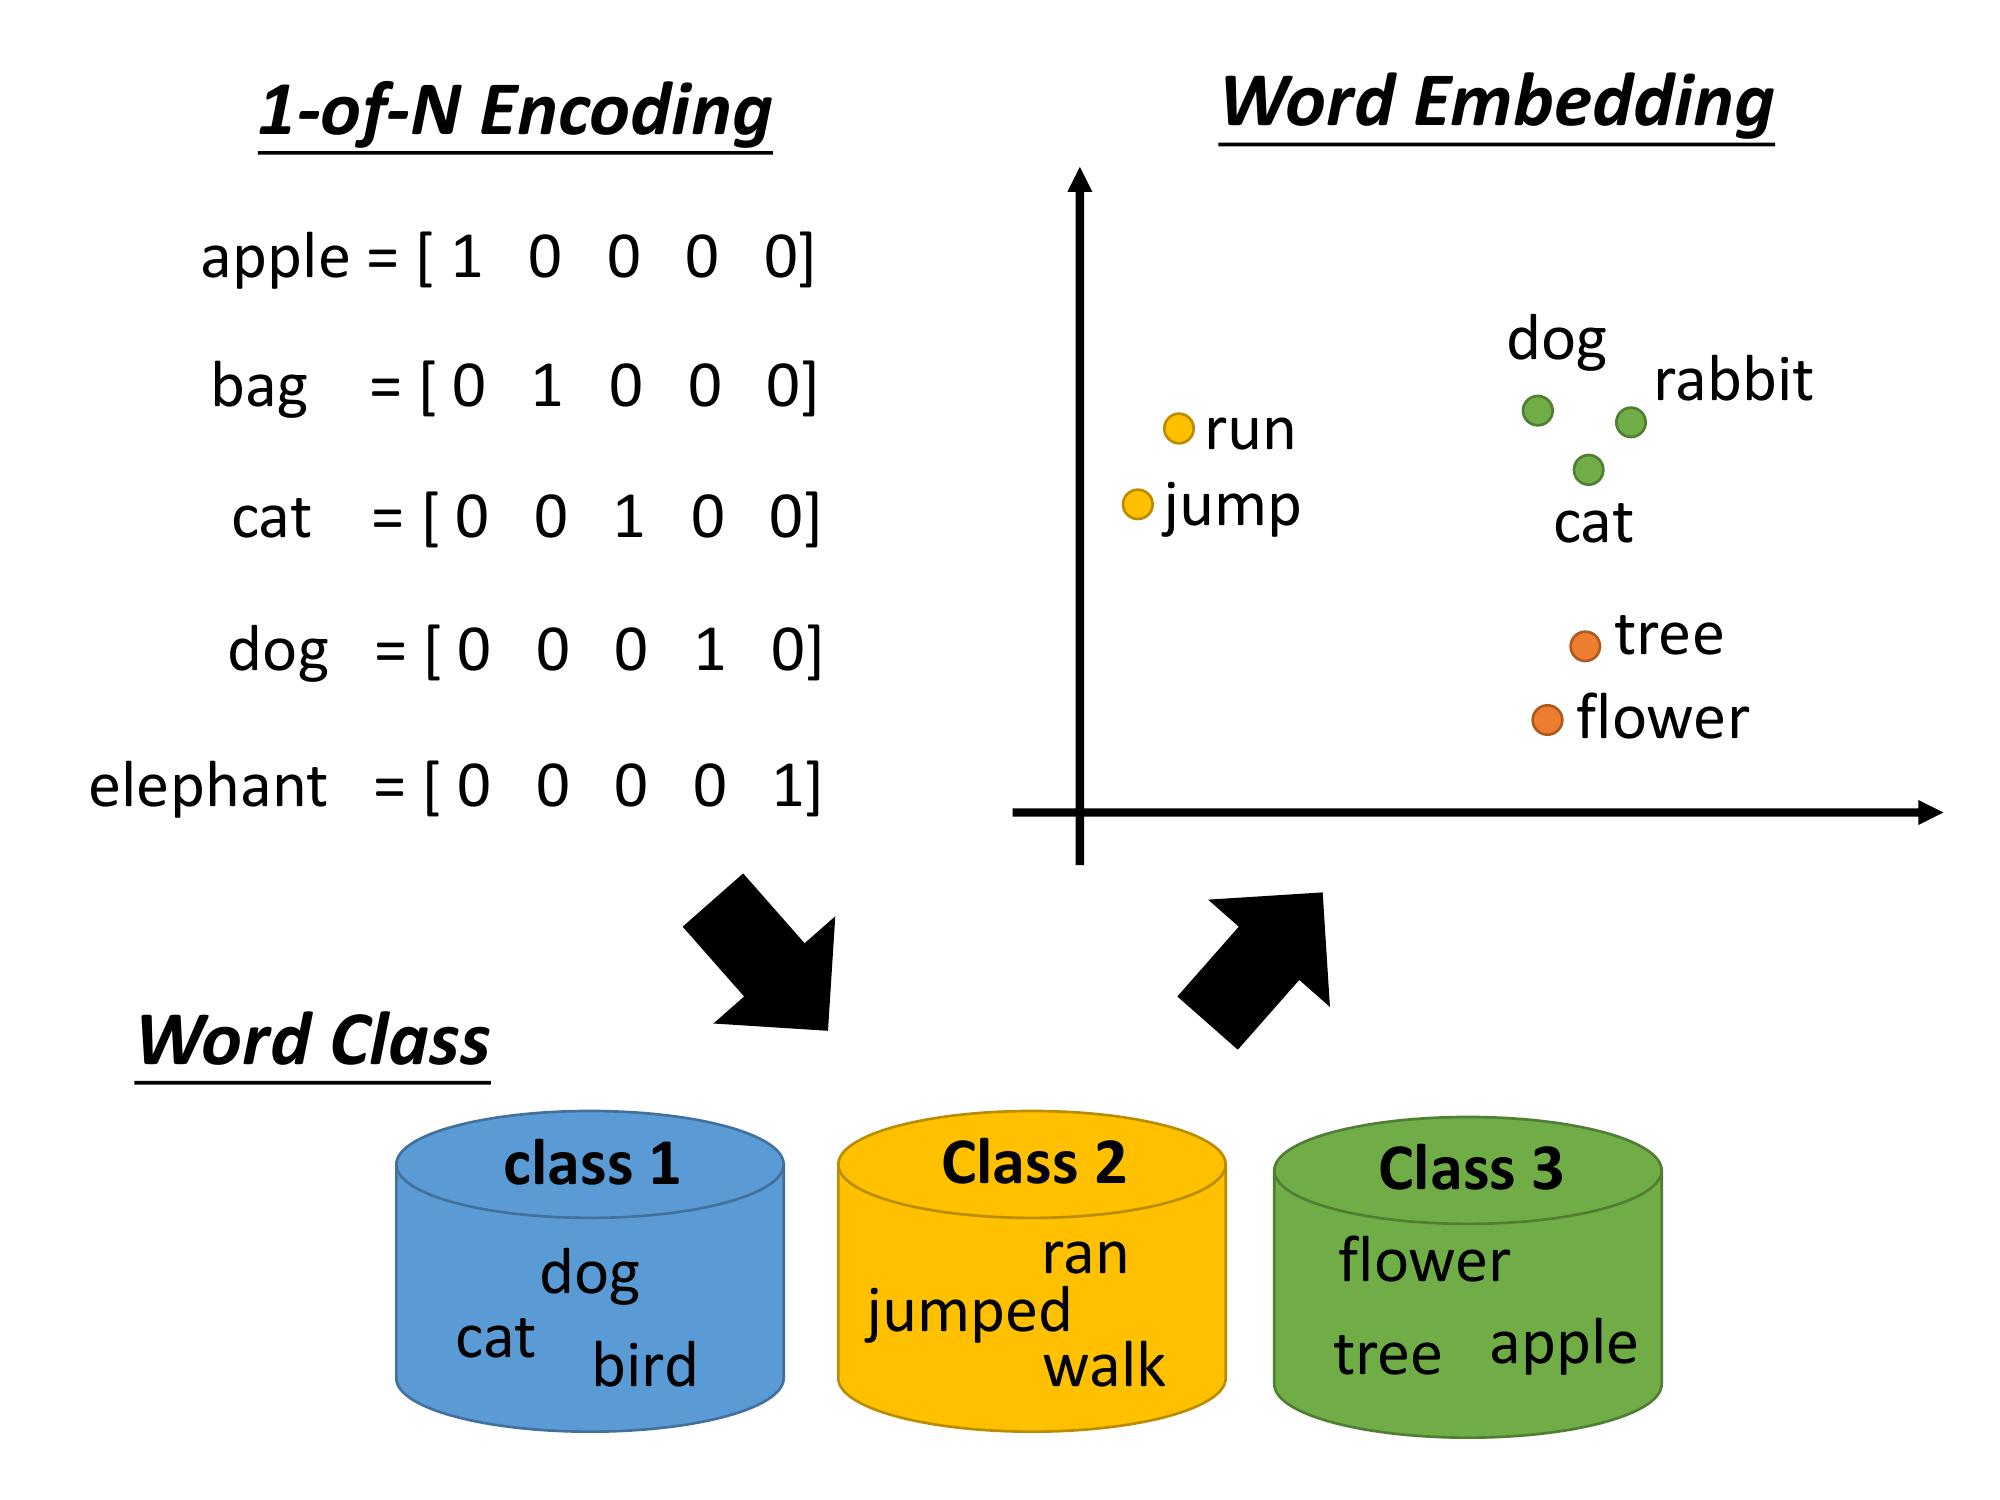 1-of-N Encoding
apple = [ 1 0 0 0 0]
bag = [ 0 1 0 0 0]
cat = [ 0 0 1 0 0]
dog = [ 0 0 0 1 0]
elephant = [ 0 0 0 0 1]
Word Embedding
dog
rabbit
run
jump
cat
tree
flower
Word Class
class 1
dog
cat
bird
Class 2
ran
jumped
walk
Class 3
flower
tree apple